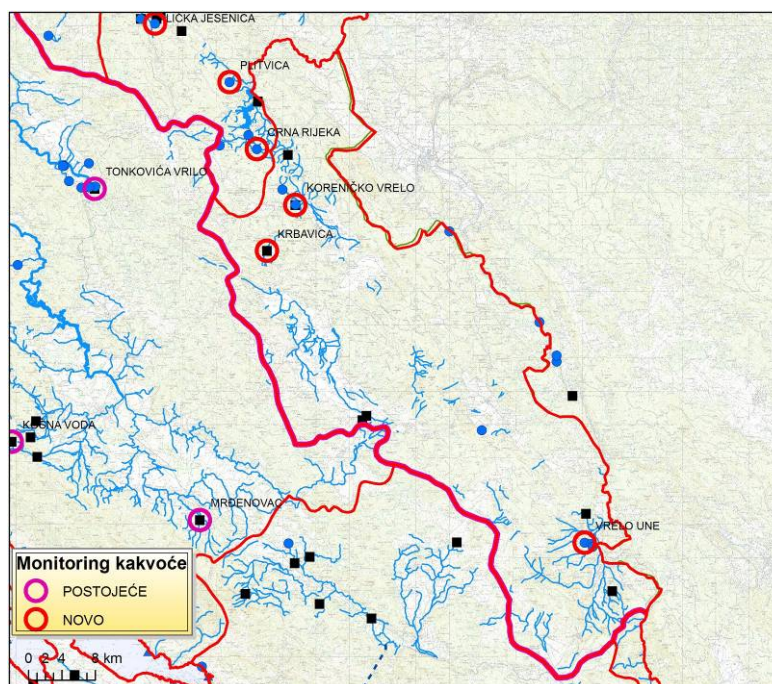 LIČKA JESENICA
PLITVICA
CRNA RIJEKA
TONKOVIĆA VRILO
KORENIČKO VRELO
KRBAVICA
KOSNA VODA
MRĐENOVAC
VRELO UNE
Monitoring kakvoće
POSTOJEĆE
NOVO
0 2 4 8 km